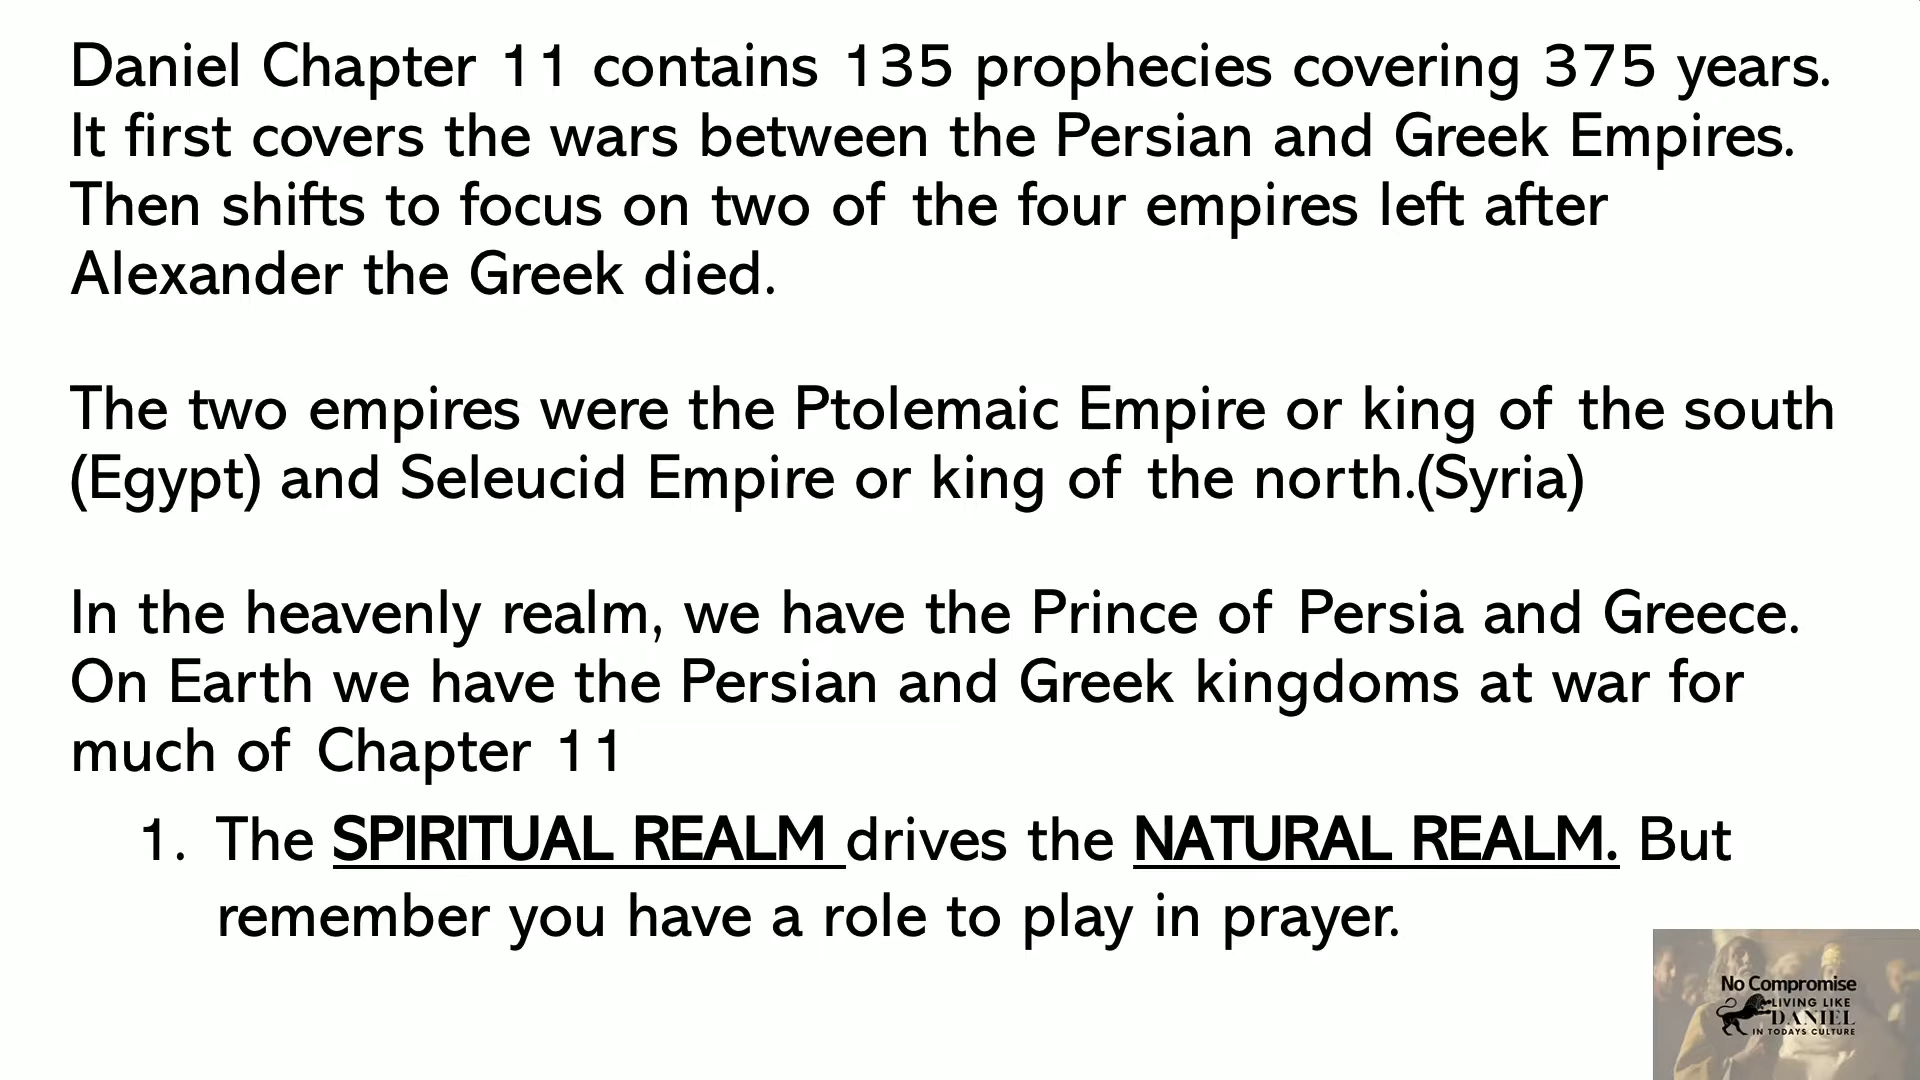 Daniel Chapter 11 contains 135 prophecies covering 375 years.
It first covers the wars between the Persian and Greek Empires.
Then shifts to focus on two of the four empires left after
Alexander the Greek died.
The two empires were the Ptolemaic Empire or king of the south
(Egypt) and Seleucid Empire or king of the north.(Syria)
In the heavenly realm, we have the Prince of Persia and Greece.
On Earth we have the Persian and Greek kingdoms at war for
much of Chapter 11
1. The SPIRITUAL REALM drives the NATURAL REALM. But
remember you have a role to play in prayer.
No Compromise
LIVING LIKE
DANIEL
IN TODAYS CULTURE